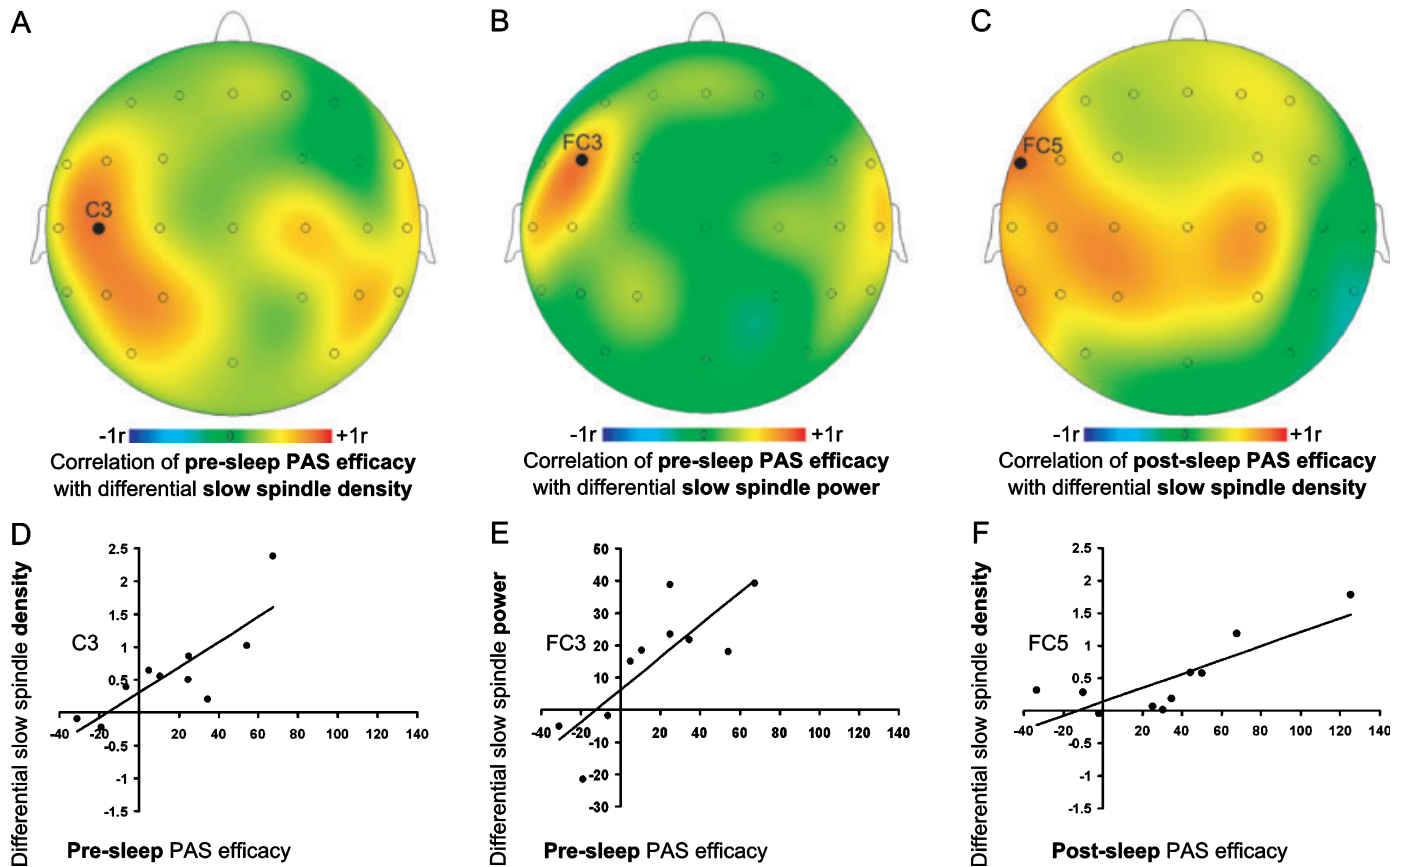 A
B
C
C3
FC3
FC5
-1r 0 +1r
Correlation of pre-sleep PAS efficacy
with differential slow spindle density
-1r 0 +1r
Correlation of pre-sleep PAS efficacy
with differential slow spindle power
-1r 0 +1r
Correlation of post-sleep PAS efficacy
with differential slow spindle density
D
Differential slow spindle density
C3
2.5
2
1.5
1
0.5
-40 -20 20 40 60 80 100 120 140
-0.5
-1
-1.5
Pre-sleep PAS efficacy
E
Differential slow spindle power
FC3
50
40
30
20
10
-40 -20 20 40 60 80 100 120 140
-10
-20
-30
Pre-sleep PAS efficacy
F
Differential slow spindle density
FC5
2.5
2
1.5
1
0.5
-40 -20 0 20 40 60 80 100 120 140
-0.5
-1
-1.5
Post-sleep PAS efficacy